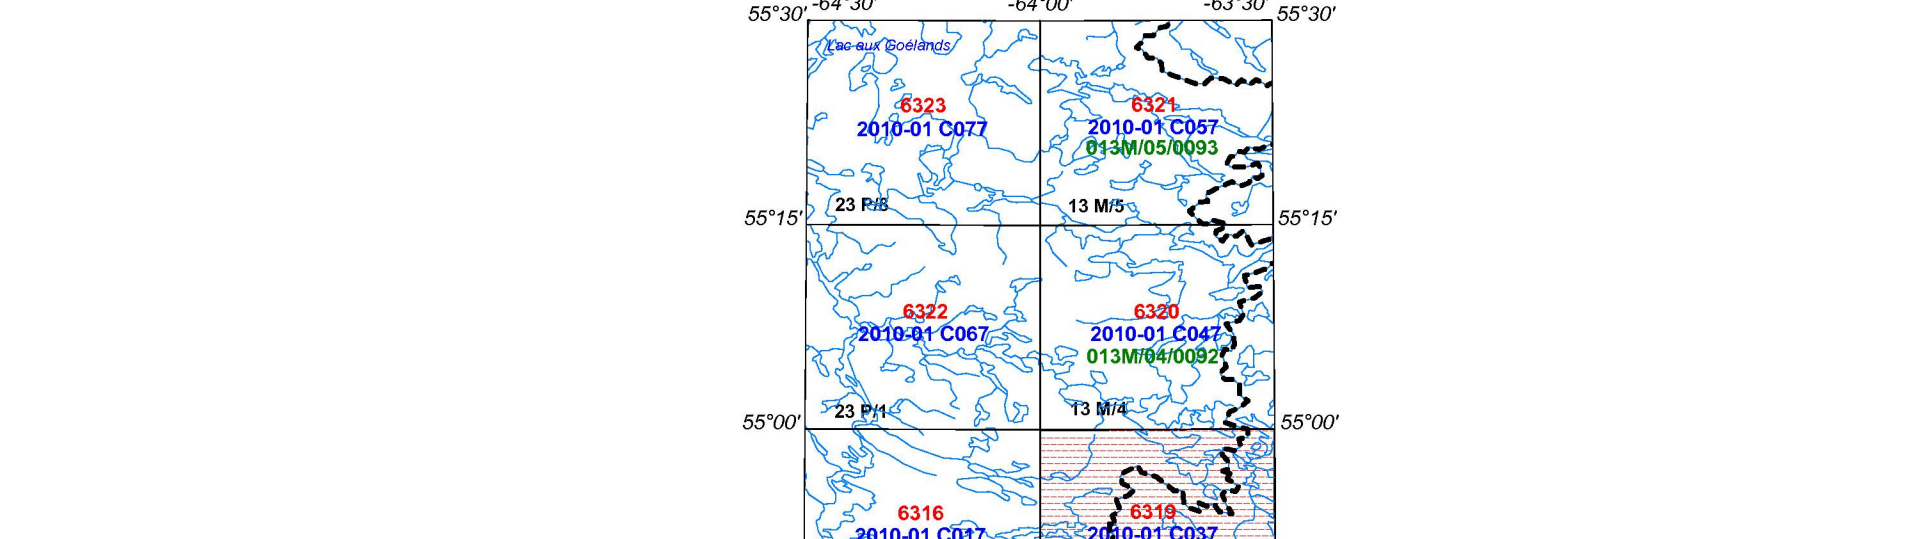 -64°30' -64°00' -63°30'
55°30' 55°30'
Lac aux Goélands
6323 6321
2010-01 C077 2010-01 C057
013M/05/0093
23 P/8 13 M/5
55°15' 55°15'
6322 6320
2010-01 C067 2010-01 C047
013M/04/0092
23 P/1 13 M/4
55°00' 55°00'
6316 6319
2010-01 C017 2010-01 C037